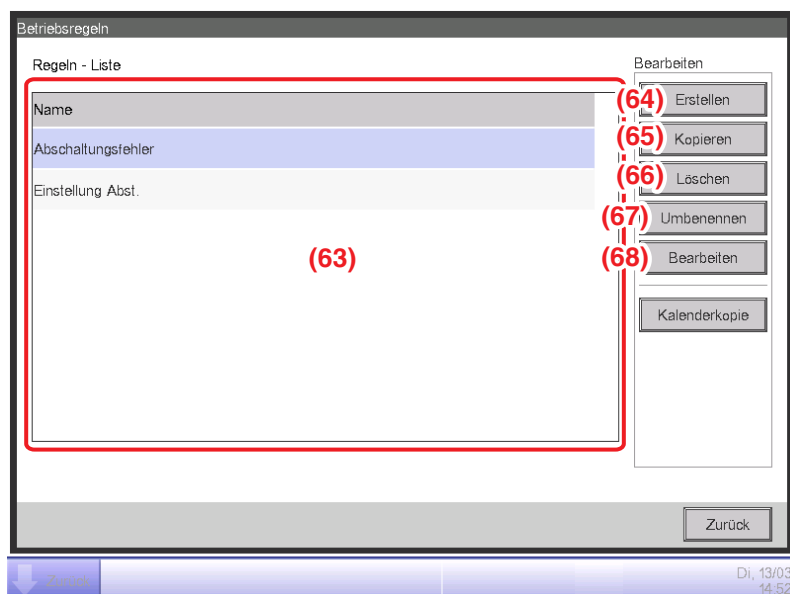 Betriebsregeln
Regeln - Liste
Bearbeiten
Name
Abschaltungsfehler
Einstellung Abst.
(63)
(64) Erstellen
(65) Kopieren
(66) Löschen
(67) Umbenennen
(68) Bearbeiten
Kalenderkopie
Zurück
Zurück
Di, 13/03
14:52